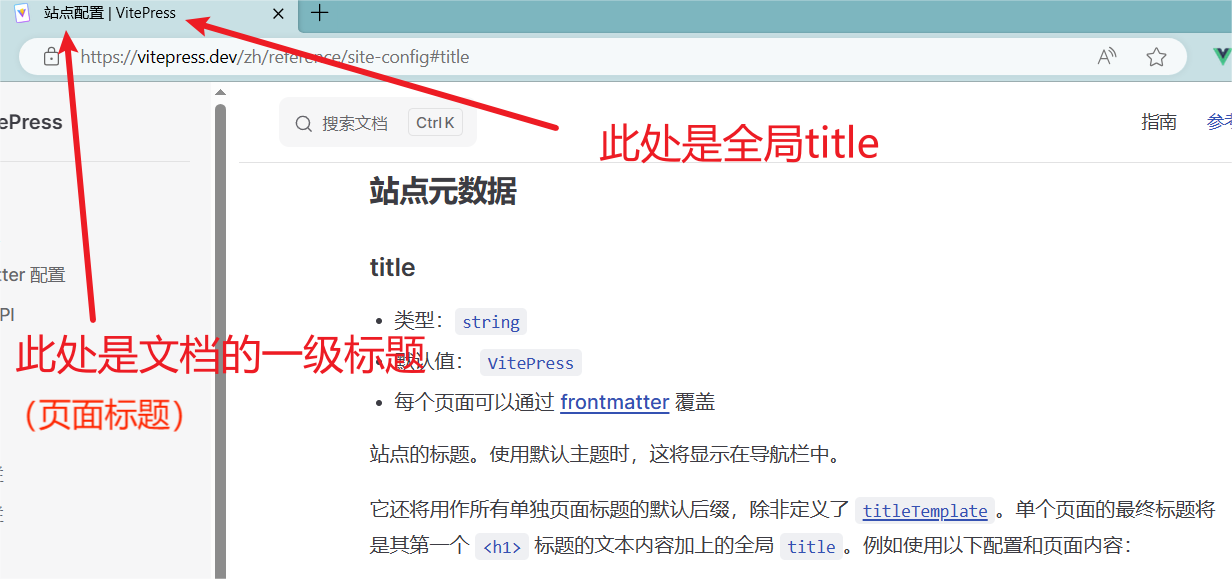 站点配置 | VitePress
https://vitepress.dev/zh/reference/site-config#title
ePress
搜索文档
Ctrl K
指南
此处是全局title
站点元数据
title
tter 配置
PI
类型： string
此处是文档的一级标题
默认值： VitePress
（页面标题）
每个页面可以通过 frontmatter 覆盖
站点的标题。使用默认主题时，这将显示在导航栏中。
它还将用作所有单独页面标题的默认后缀，除非定义了 titleTemplate 。单个页面的最终标题将
是其第一个 <h1> 标题的文本内容加上的全局 title 。例如使用以下配置和页面内容：